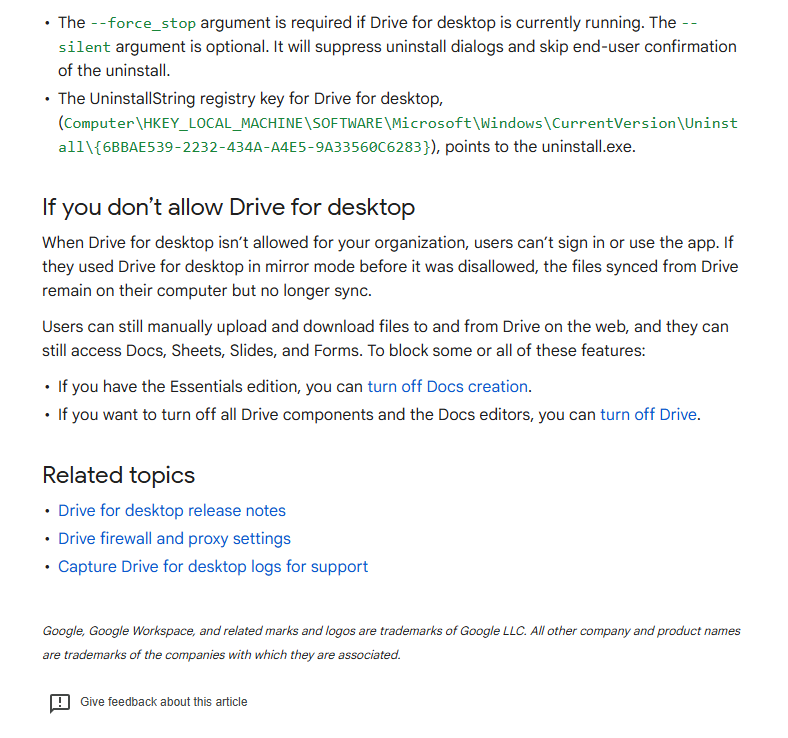 • The --force_stop argument is required if Drive for desktop is currently running. The --
silent argument is optional. It will suppress uninstall dialogs and skip end-user confirmation
of the uninstall.
• The UninstallString registry key for Drive for desktop,
(Computer\HKEY_LOCAL_MACHINE\SOFTWARE\Microsoft\Windows\CurrentVersion\Uninst
all\{6BBAE539-2232-434A-A4E5-9A33560C6283}), points to the uninstall.exe.
If you don’t allow Drive for desktop
When Drive for desktop isn’t allowed for your organization, users can’t sign in or use the app. If
they used Drive for desktop in mirror mode before it was disallowed, the files synced from Drive
remain on their computer but no longer sync.
Users can still manually upload and download files to and from Drive on the web, and they can
still access Docs, Sheets, Slides, and Forms. To block some or all of these features:
• If you have the Essentials edition, you can turn off Docs creation.
• If you want to turn off all Drive components and the Docs editors, you can turn off Drive.
Related topics
• Drive for desktop release notes
• Drive firewall and proxy settings
• Capture Drive for desktop logs for support
Google, Google Workspace, and related marks and logos are trademarks of Google LLC. All other company and product names
are trademarks of the companies with which they are associated.
Give feedback about this article